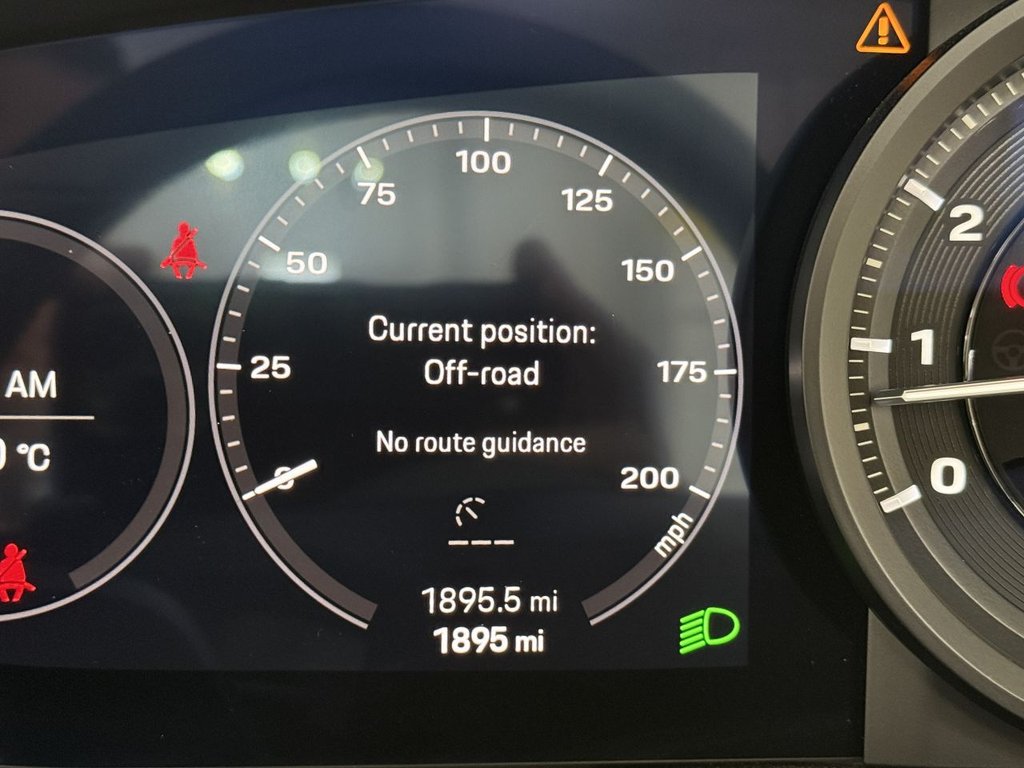 AM
°C
0
25
50
75
100
125
150
175
200
mph
Current position:
Off-road
No route guidance
1895.5 mi
1895 mi
2
1
0